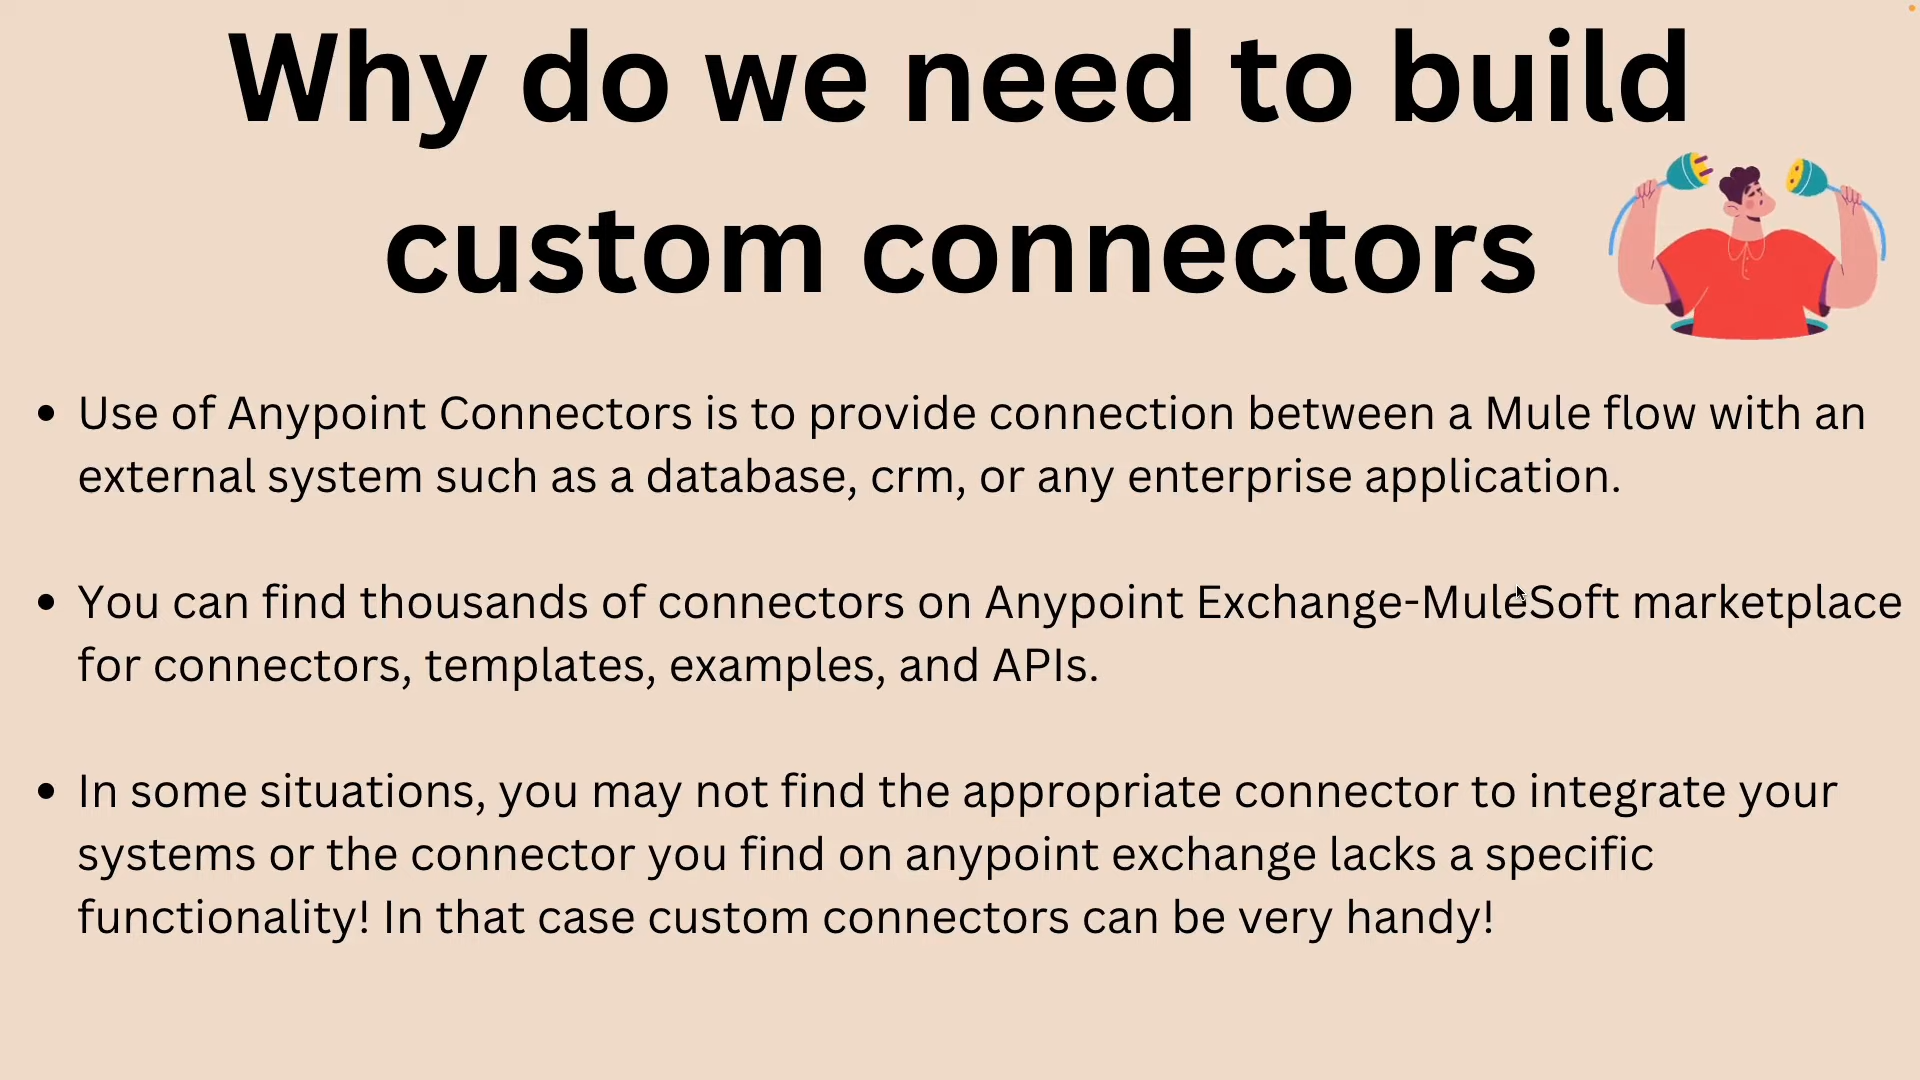 Why do we need to build
custom connectors
• Use of Anypoint Connectors is to provide connection between a Mule flow with an
external system such as a database, crm, or any enterprise application.
• You can find thousands of connectors on Anypoint Exchange-MuleSoft marketplace
for connectors, templates, examples, and APIs.
• In some situations, you may not find the appropriate connector to integrate your
systems or the connector you find on anypoint exchange lacks a specific
functionality! In that case custom connectors can be very handy!